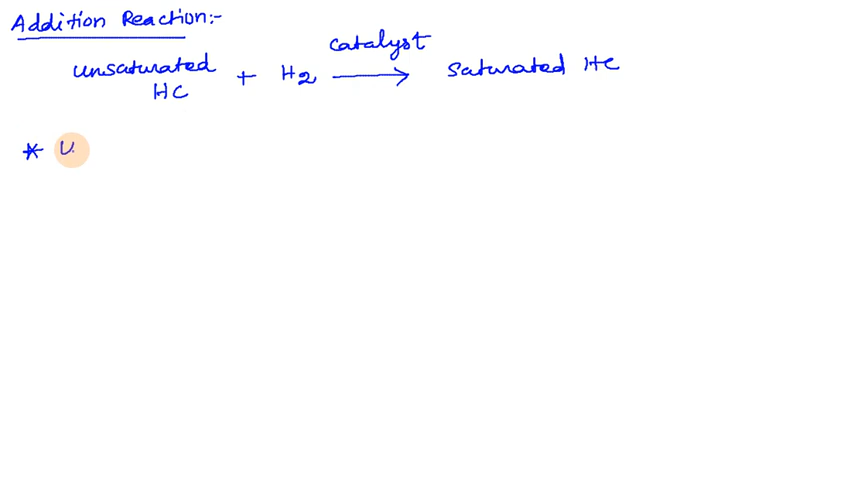 Addition Reaction:-
catalyst
unsaturated HC + H2 → saturated HC
* U